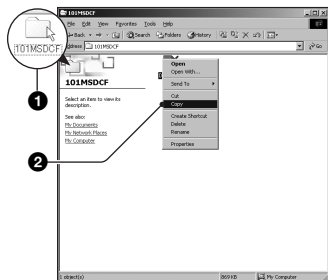 101MSDCF
File Edit View Favorites Tools Help
Back Search Folders History
Address 101MSDCF Go
101MSDCF
101MSDCF
1
Select an item to view its
description.
See also:
My Documents
My Network Places
My Computer
2
Open
Open With...
Send To
Cut
Copy
Create Shortcut
Delete
Rename
Properties
1 object(s) 869 KB My Computer